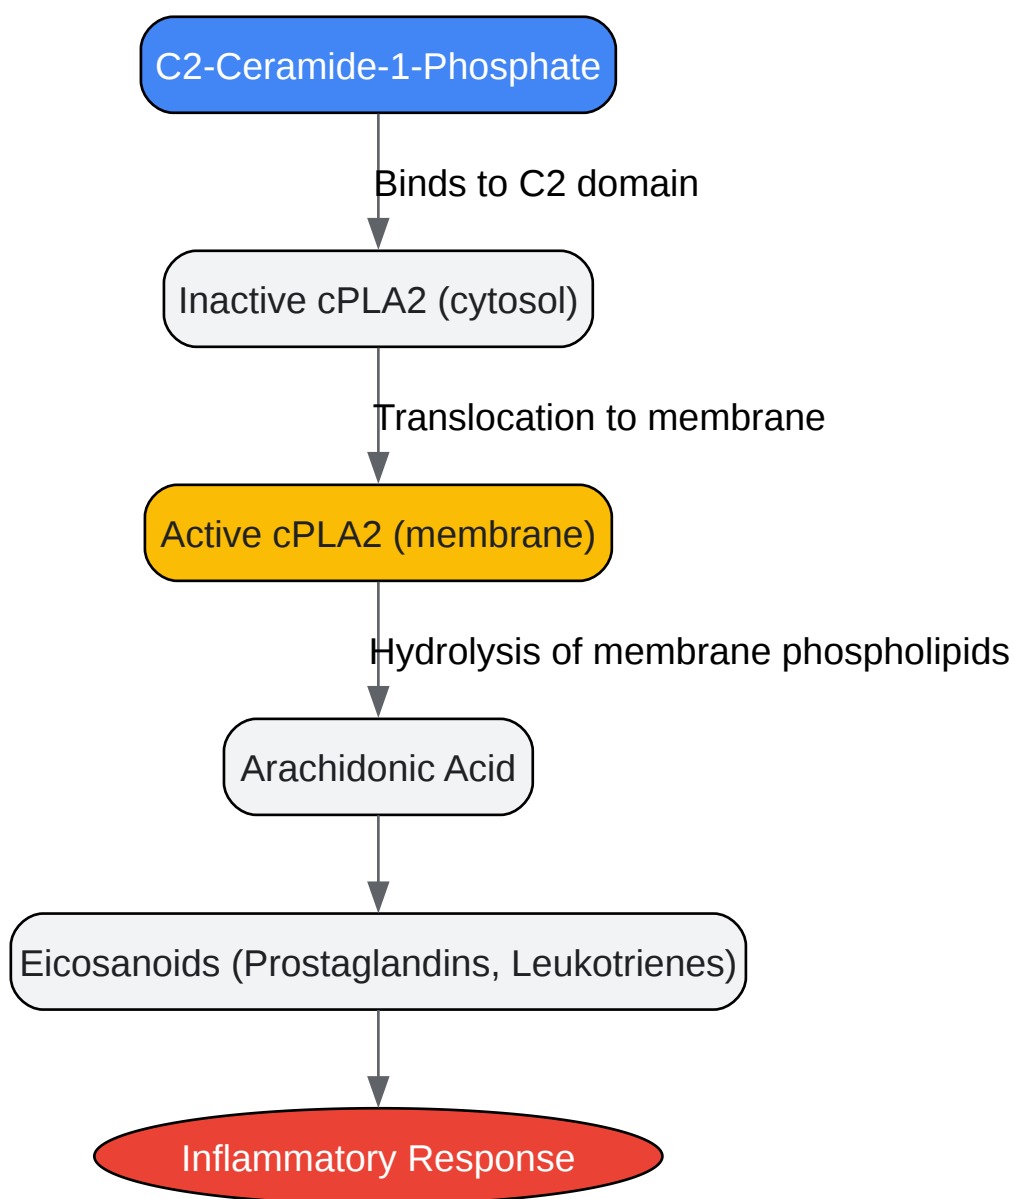 C2-Ceramide-1-Phosphate
Binds to C2 domain
Inactive cPLA2 (cytosol)
Translocation to membrane
Active cPLA2 (membrane)
Hydrolysis of membrane phospholipids
Arachidonic Acid
Eicosanoids (Prostaglandins, Leukotrienes)
Inflammatory Response